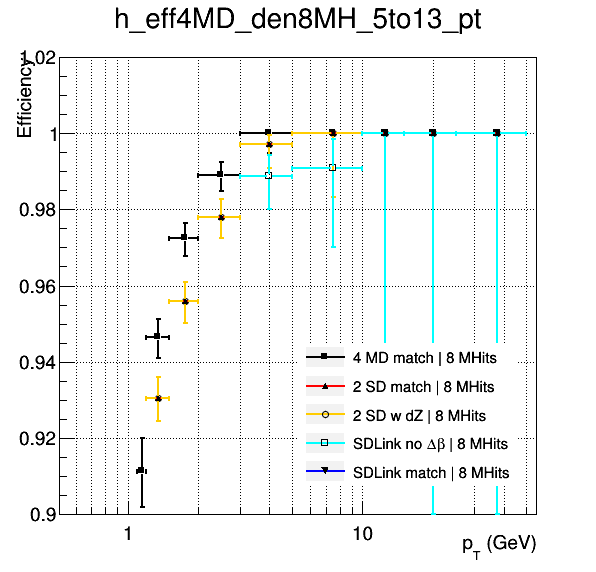 h_eff4MD_den8MH_5to13_pt
Efficiency
1.02
1
0.98
0.96
0.94
0.92
0.9
4 MD match | 8 MHits
2 SD match | 8 MHits
2 SD w dZ | 8 MHits
SDLink no Δβ | 8 MHits
SDLink match | 8 MHits
1
10
p_T (GeV)